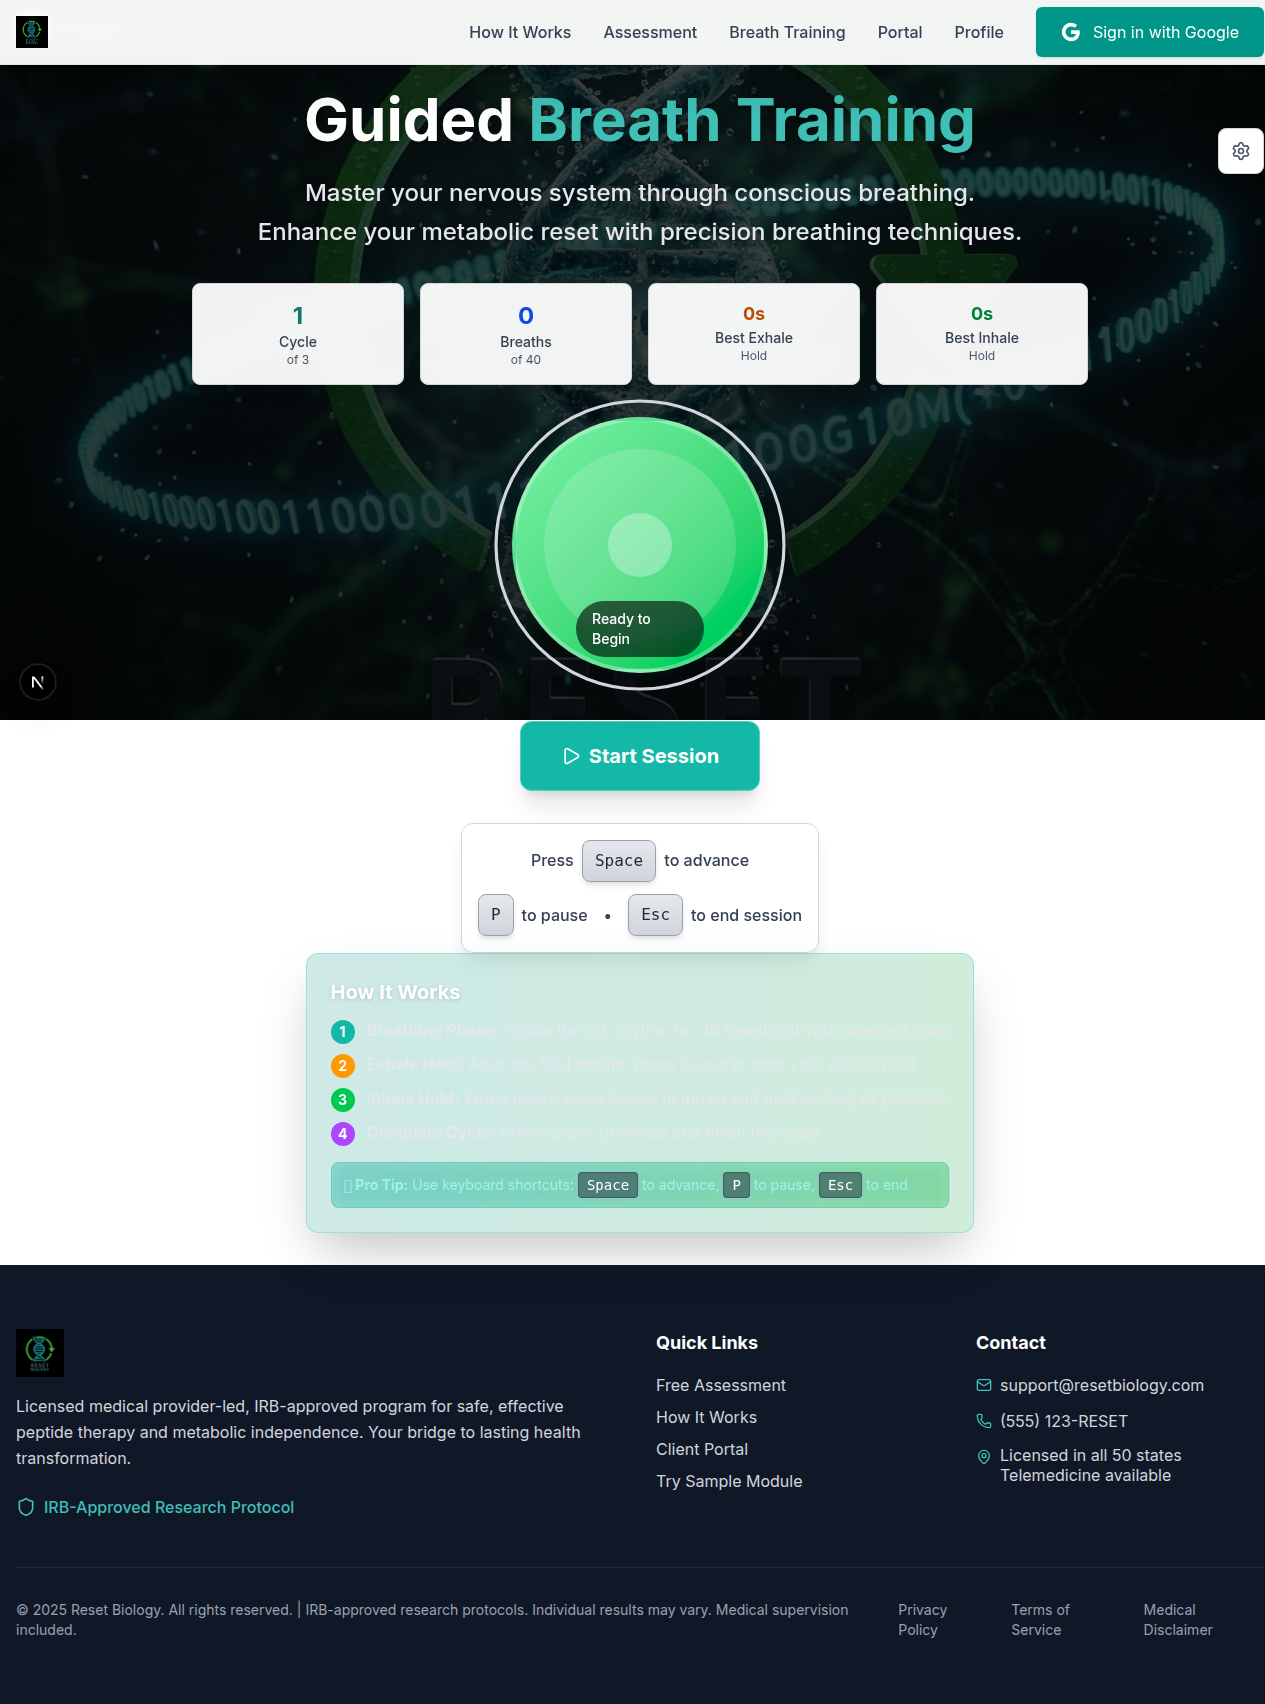 How It Works
Assessment
Breath Training
Portal
Profile
Sign in with Google
Guided Breath Training
Master your nervous system through conscious breathing.
Enhance your metabolic reset with precision breathing techniques.
1
Cycle
of 3
0
Breaths
of 40
0s
Best Exhale
Hold
0s
Best Inhale
Hold
Ready to
Begin
RESET
N
Start Session
Press Space to advance
P to pause • Esc to end session
How It Works
1 Breathing Phase: Follow the orb rhythm for 40 breaths at your selected pace
2 Exhale Hold: After the final exhale, press Space to start your exhale hold
3 Inhale Hold: When ready, press Space to inhale and hold as long as possible
4 Complete Cycle: Press Space to exhale and finish the cycle
Pro Tip: Use keyboard shortcuts: Space to advance, P to pause, Esc to end
RESET
BIOLOGY
Licensed medical provider-led, IRB-approved program for safe, effective
peptide therapy and metabolic independence. Your bridge to lasting health
transformation.
IRB-Approved Research Protocol
Quick Links
Free Assessment
How It Works
Client Portal
Try Sample Module
Contact
support@resetbiology.com
(555) 123-RESET
Licensed in all 50 states
Telemedicine available
© 2025 Reset Biology. All rights reserved. | IRB-approved research protocols. Individual results may vary. Medical supervision
included.
Privacy
Policy
Terms of
Service
Medical
Disclaimer